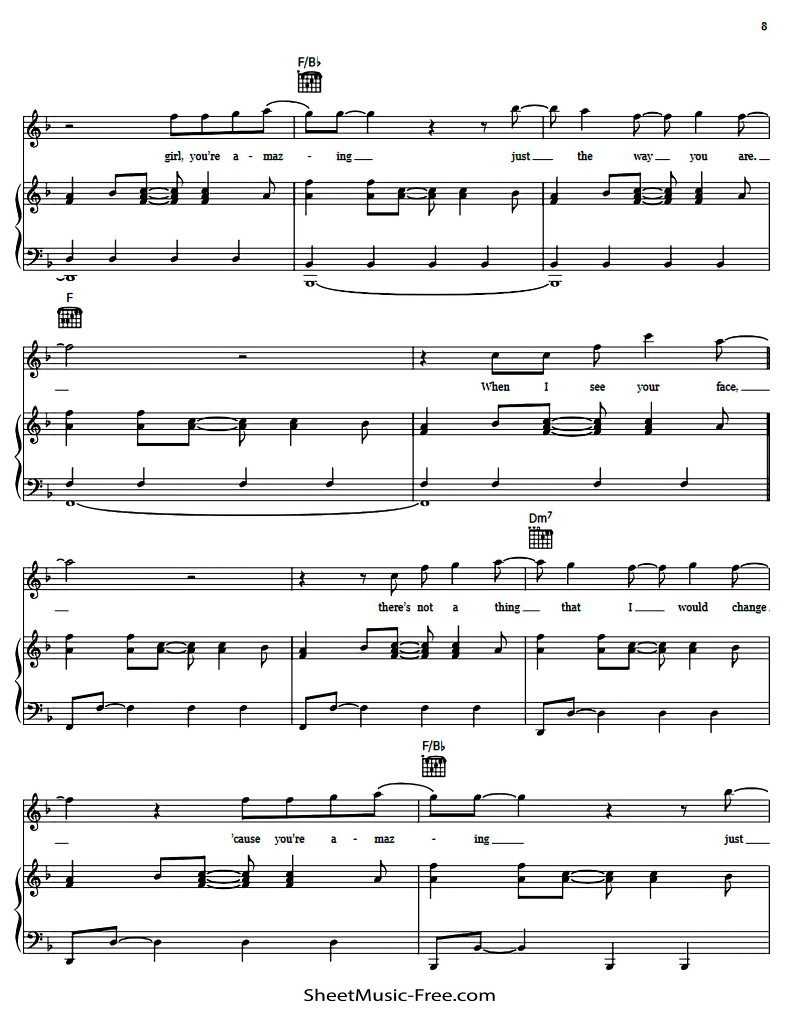 8
F/B♭
girl, you're a - maz - ing just the way you are.
F
When I see your face,
Dm7
there's not a thing that I would change
F/B♭
'cause you're a - maz - ing just
SheetMusic-Free.com